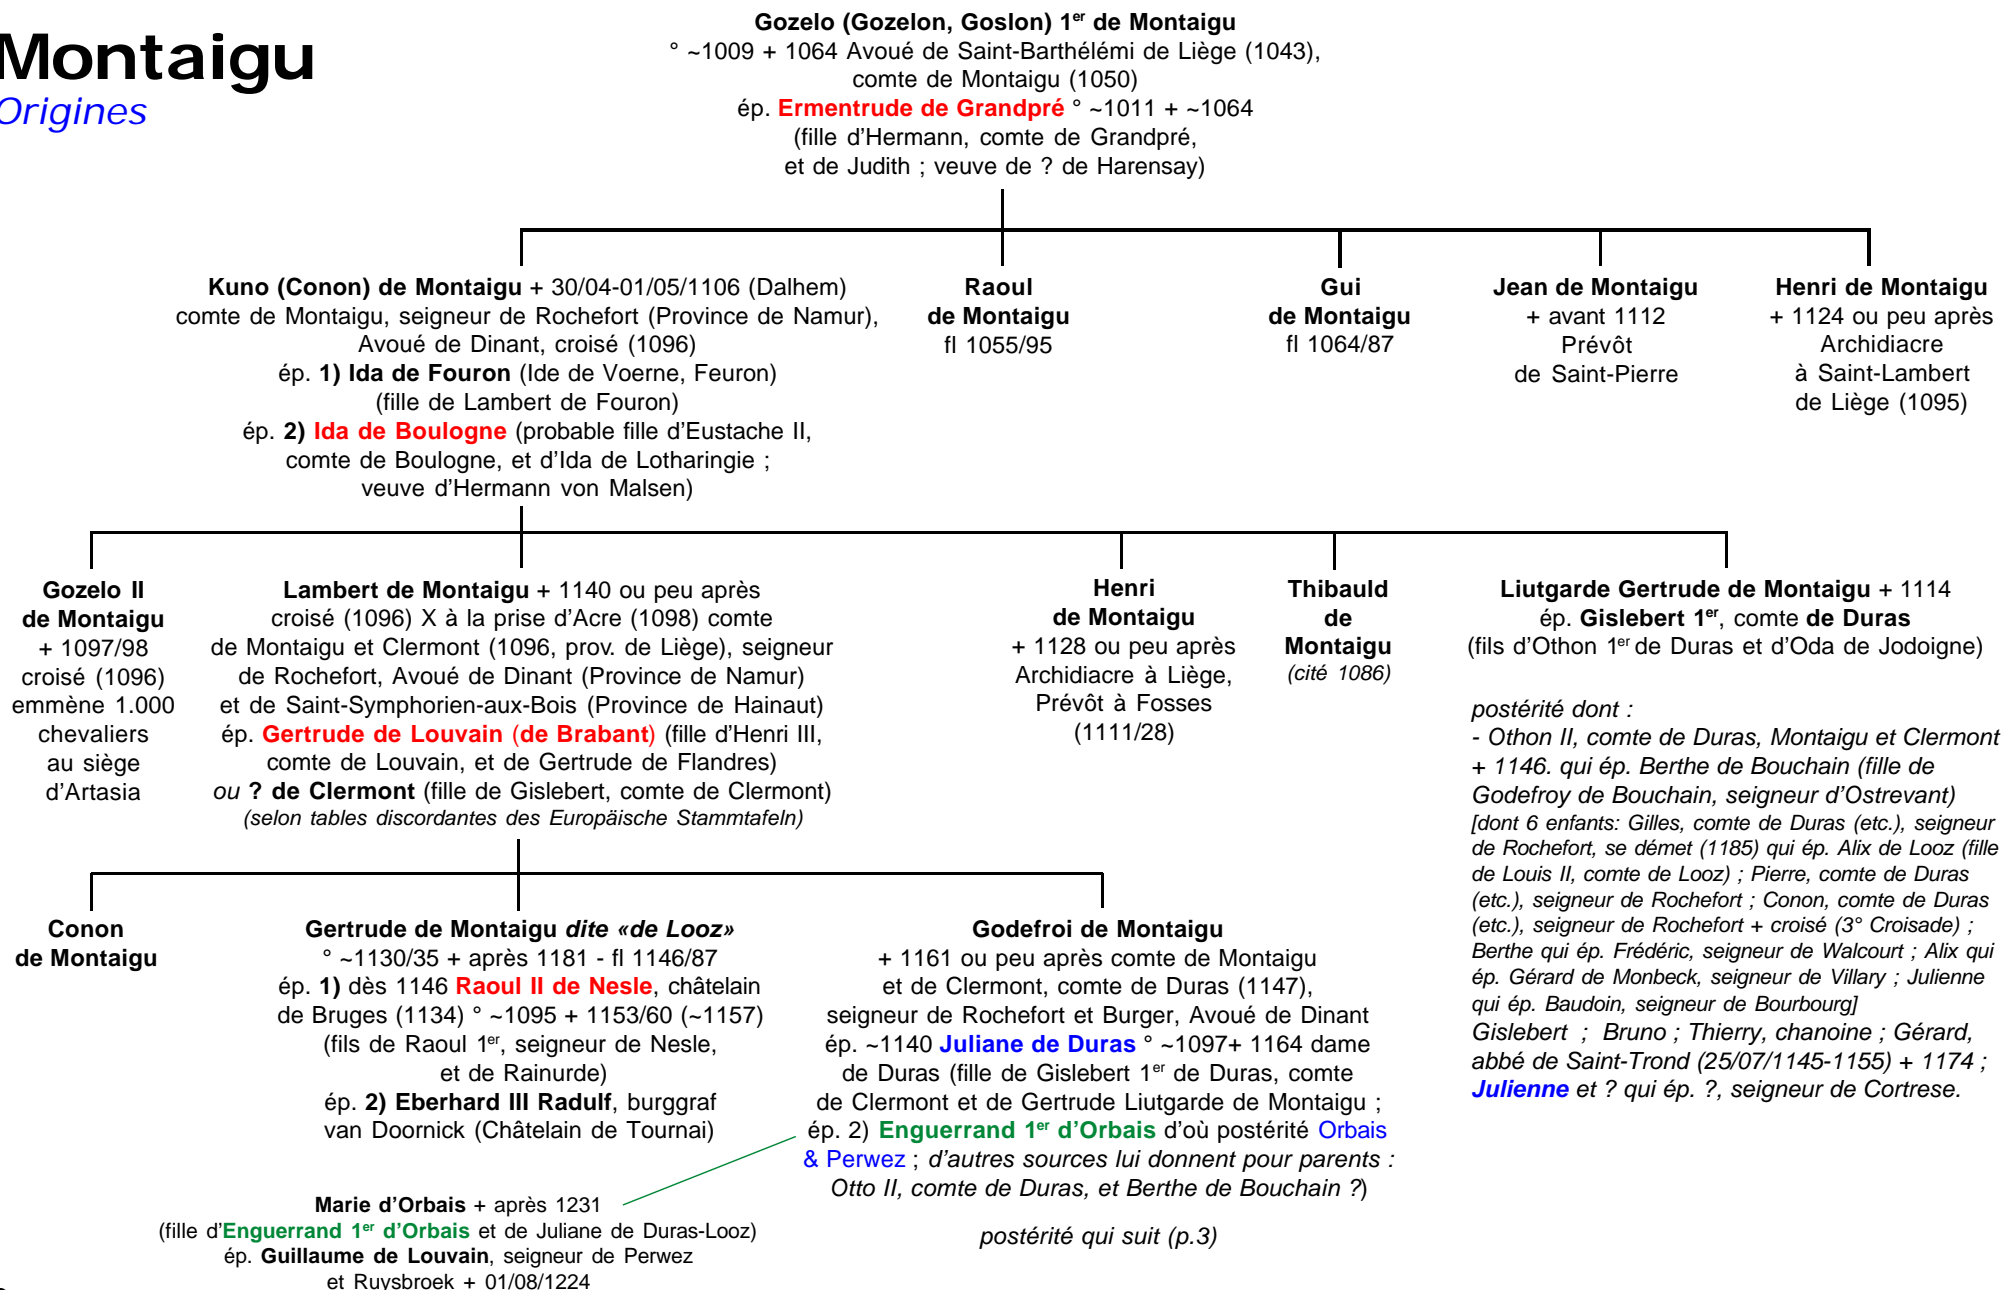 Montaigu
Origines
Gozelo (Gozelon, Goslon) 1er de Montaigu
° ~1009 + 1064 Avoué de Saint-Barthélémi de Liège (1043),
comte de Montaigu (1050)
ép. Ermentrude de Grandpré ° ~1011 + ~1064
(fille d'Hermann, comte de Grandpré,
et de Judith ; veuve de ? de Harensay)
Kuno (Conon) de Montaigu + 30/04-01/05/1106 (Dalhem)
comte de Montaigu, seigneur de Rochefort (Province de Namur),
Avoué de Dinant, croisé (1096)
ép. 1) Ida de Fouron (Ide de Voerne, Feuron)
(fille de Lambert de Fouron)
ép. 2) Ida de Boulogne (probable fille d'Eustache II,
comte de Boulogne, et d'Ida de Lotharingie ;
veuve d'Hermann von Malsen)
Raoul
de Montaigu
fl 1055/95
Gui
de Montaigu
fl 1064/87
Jean de Montaigu
+ avant 1112
Prévôt
de Saint-Pierre
Henri de Montaigu
+ 1124 ou peu après
Archidiacre
à Saint-Lambert
de Liège (1095)
Gozelo II
de Montaigu
+ 1097/98
croisé (1096)
emmène 1.000
chevaliers
au siège
d'Artasia
Lambert de Montaigu + 1140 ou peu après
croisé (1096) X à la prise d'Acre (1098) comte
de Montaigu et Clermont (1096, prov. de Liège), seigneur
de Rochefort, Avoué de Dinant (Province de Namur)
et de Saint-Symphorien-aux-Bois (Province de Hainaut)
ép. Gertrude de Louvain (de Brabant) (fille d'Henri III,
comte de Louvain, et de Gertrude de Flandres)
ou ? de Clermont (fille de Gislebert, comte de Clermont)
(selon tables discordantes des Europäische Stammtafeln)
Henri
de Montaigu
+ 1128 ou peu après
Archidiacre à Liège,
Prévôt à Fosses
(1111/28)
Thibauld
de
Montaigu
(cité 1086)
Liutgarde Gertrude de Montaigu + 1114
ép. Gislebert 1er, comte de Duras
(fils d'Othon 1er de Duras et d'Oda de Jodoigne)
postérité dont :
- Othon II, comte de Duras, Montaigu et Clermont
+ 1146. qui ép. Berthe de Bouchain (fille de
Godefroy de Bouchain, seigneur d'Ostrevant)
[dont 6 enfants: Gilles, comte de Duras (etc.), seigneur
de Rochefort, se démet (1185) qui ép. Alix de Looz (fille
de Louis II, comte de Looz) ; Pierre, comte de Duras
(etc.), seigneur de Rochefort ; Conon, comte de Duras
(etc.), seigneur de Rochefort + croisé (3° Croisade) ;
Berthe qui ép. Frédéric, seigneur de Walcourt ; Alix qui
ép. Gérard de Monbeck, seigneur de Villary ; Julienne
qui ép. Baudoin, seigneur de Bourbourg]
Gislebert ; Bruno ; Thierry, chanoine ; Gérard,
abbé de Saint-Trond (25/07/1145-1155) + 1174 ;
Julienne et ? qui ép. ?, seigneur de Cortrese.
Conon
de Montaigu
Gertrude de Montaigu dite «de Looz»
° ~1130/35 + après 1181 - fl 1146/87
ép. 1) dès 1146 Raoul II de Nesle, châtelain
de Bruges (1134) ° ~1095 + 1153/60 (~1157)
(fils de Raoul 1er, seigneur de Nesle,
et de Rainurde)
ép. 2) Eberhard III Radulf, burggraf
van Doornick (Châtelain de Tournai)
Godefroi de Montaigu
+ 1161 ou peu après comte de Montaigu
et de Clermont, comte de Duras (1147),
seigneur de Rochefort et Burger, Avoué de Dinant
ép. ~1140 Juliane de Duras ° ~1097+ 1164 dame
de Duras (fille de Gislebert 1er de Duras, comte
de Clermont et de Gertrude Liutgarde de Montaigu ;
ép. 2) Enguerrand 1er d'Orbais d'où postérité Orbais
& Perwez ; d'autres sources lui donnent pour parents :
Otto II, comte de Duras, et Berthe de Bouchain ?)
postérité qui suit (p.3)
Marie d'Orbais + après 1231
(fille d'Enguerrand 1er d'Orbais et de Juliane de Duras-Looz)
ép. Guillaume de Louvain, seigneur de Perwez
et Ruysbroek + 01/08/1224